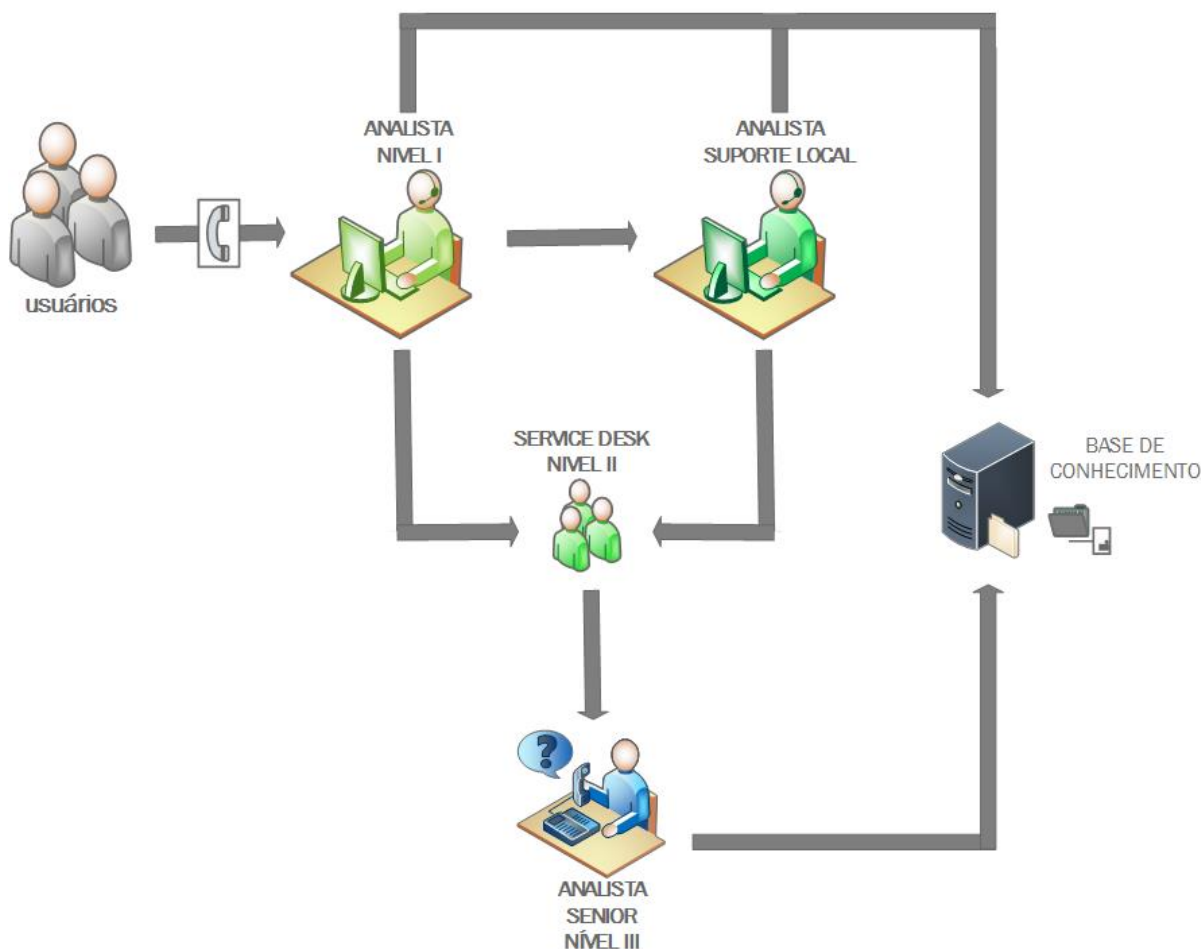 ANALISTA
NIVEL I
ANALISTA
SUPORTE LOCAL
usuários
SERVICE DESK
NIVEL II
BASE DE
CONHECIMENTO
?
ANALISTA
SENIOR
NÍVEL III